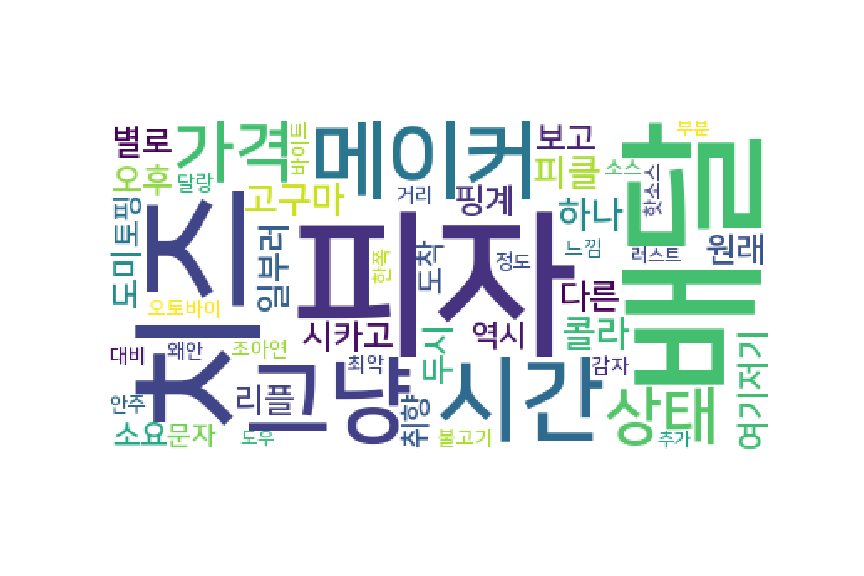 별로
가격
바이트
메이커
보고
부분
배달
오후
달랑
고구마
거리
핑계
피클
소스
핫소스
도미토핑
치즈
일부러
피자
한쪽
도착
정도
하나
느낌
러스트
원래
오토바이
시카고
역시
다른
콜라
대비
왜안
조아연
최악
두시
감자
여기저기
안주
리플
그냥
취향
시간
상태
소요
문자
도우
불고기
추가